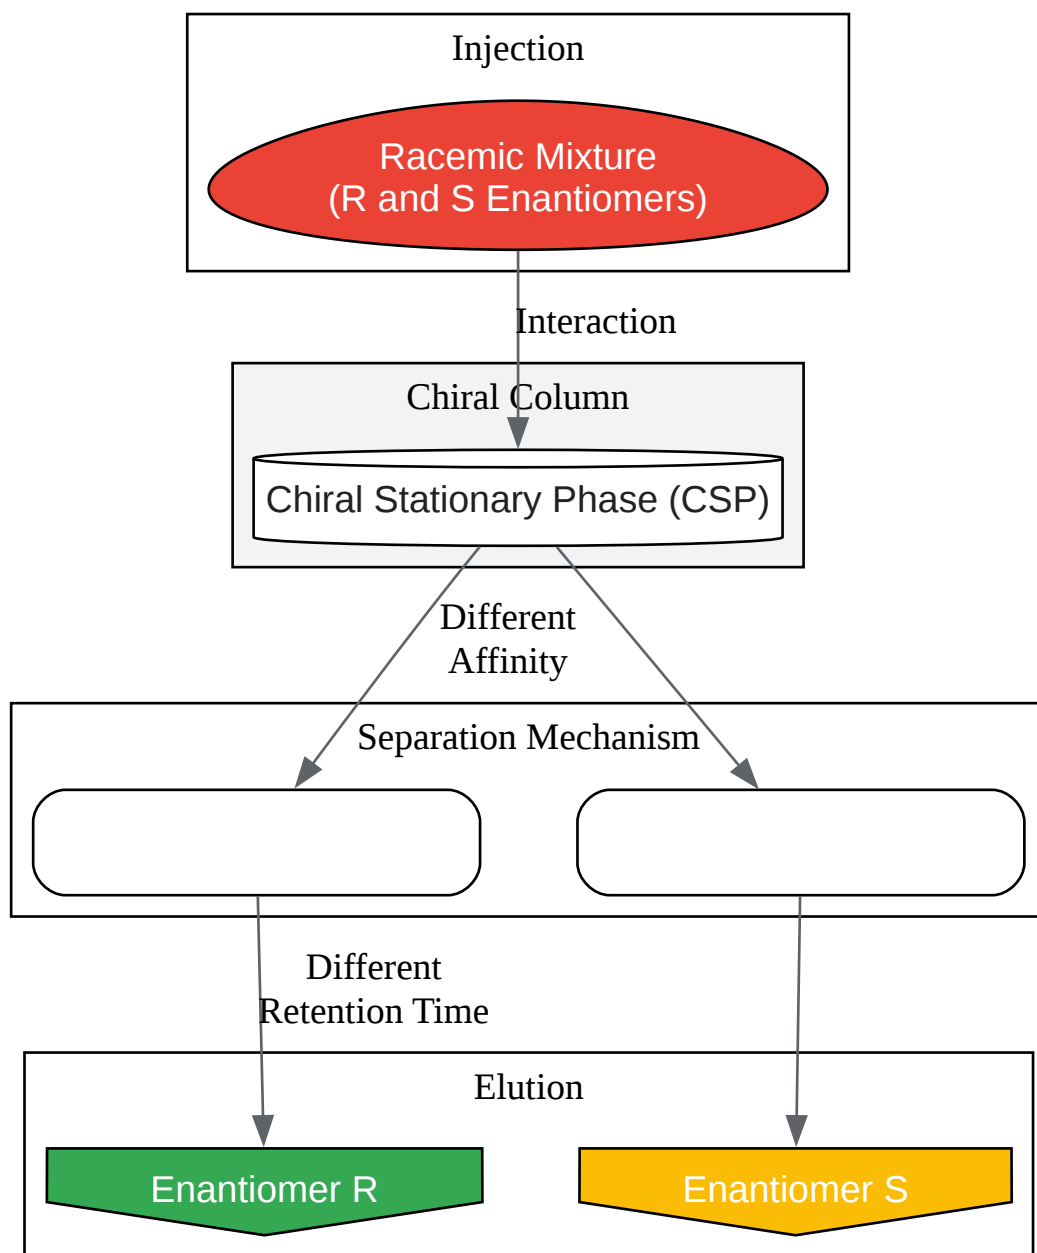 Injection
Racemic Mixture
(R and S Enantiomers)
Interaction
Chiral Column
Chiral Stationary Phase (CSP)
Different
Affinity
Separation Mechanism
Different
Retention Time
Elution
Enantiomer R
Enantiomer S